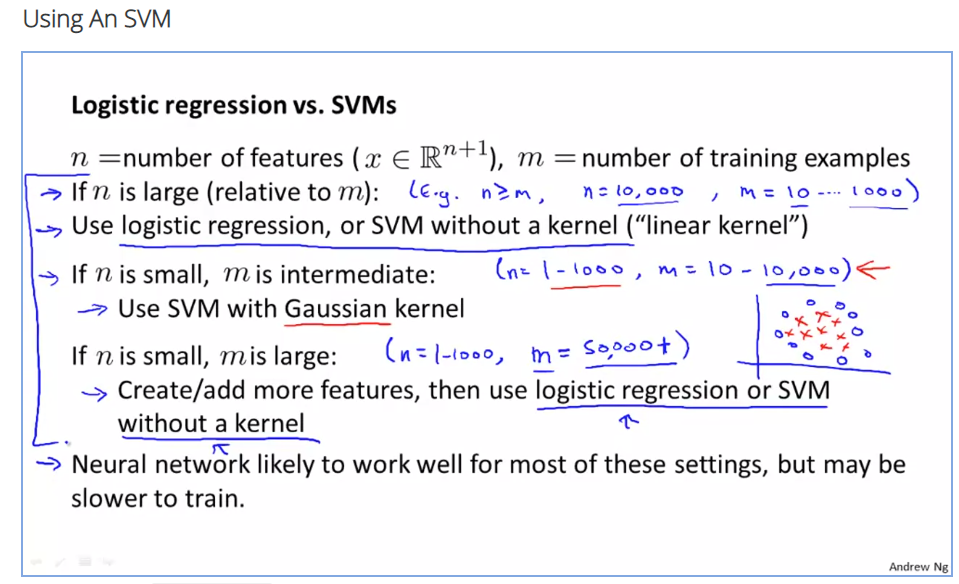 Using An SVM
Logistic regression vs. SVMs
n =number of features (x ∈ ℝⁿ⁺¹), m = number of training examples
→ If n is large (relative to m): (E.g. n ≥ m, n = 10,000, m = 10 ---- 1000)
→ Use logistic regression, or SVM without a kernel ("linear kernel")
→ If n is small, m is intermediate: (n = 1 - 1000, m = 10 - 10,000) ←
→ Use SVM with Gaussian kernel
If n is small, m is large: (n = 1-1000, m = 50,000+)
→ Create/add more features, then use logistic regression or SVM
without a kernel
→ Neural network likely to work well for most of these settings, but may be
slower to train.
Andrew Ng